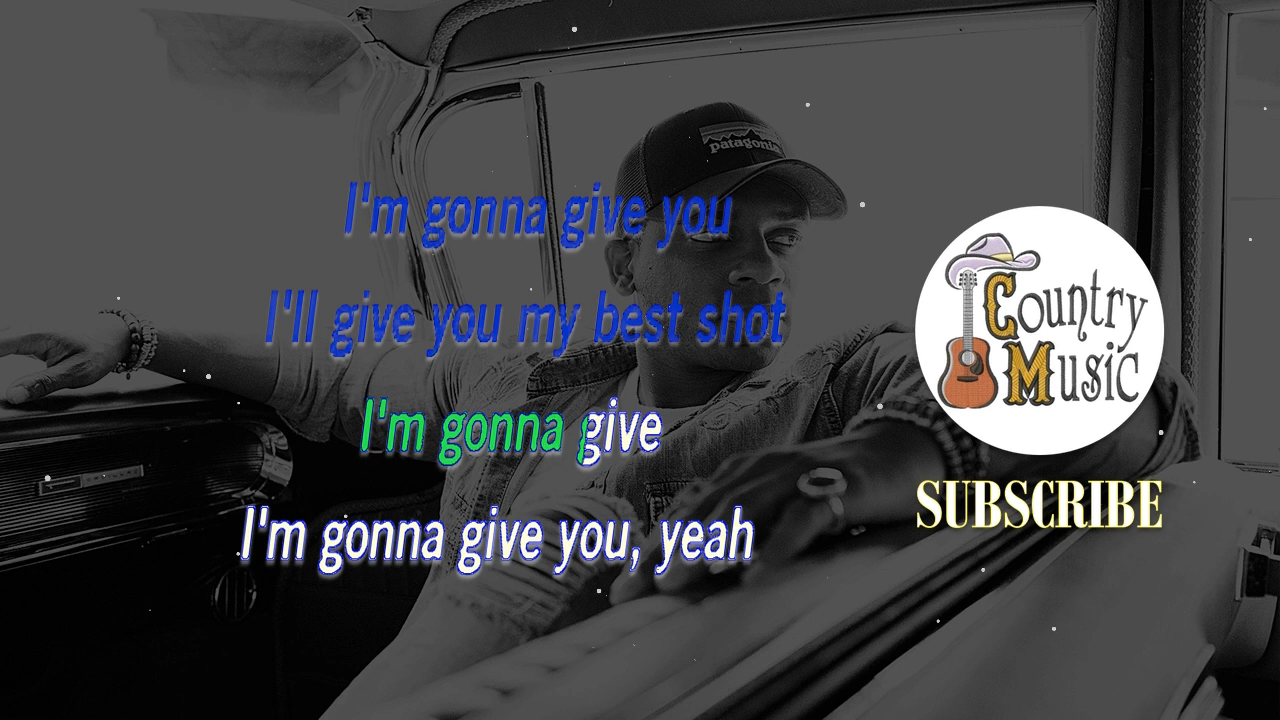 patagonia
I'm gonna give you
I'll give you my best shot
I'm gonna give
I'm gonna give you, yeah
Country
Music
SUBSCRIBE